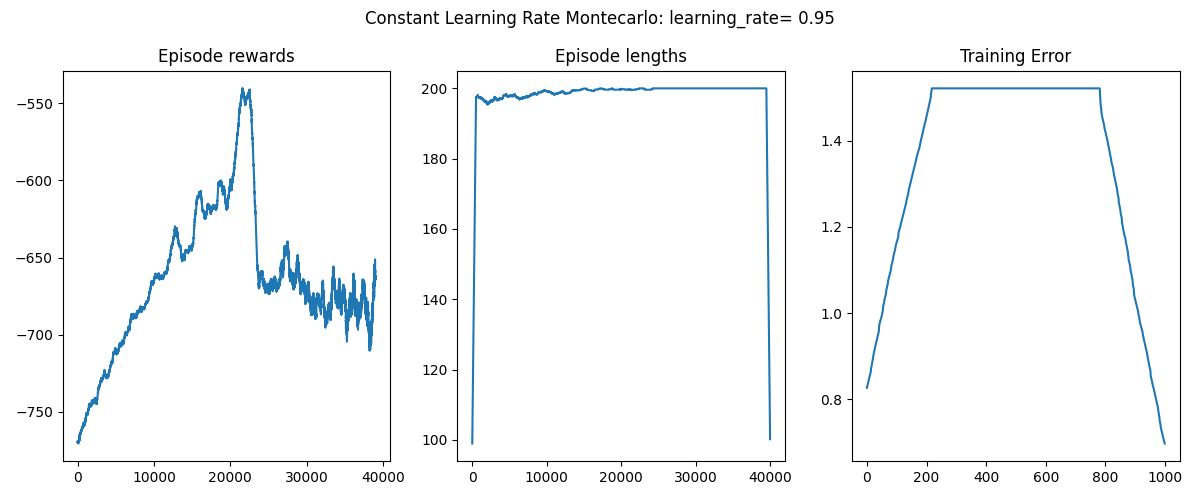 Constant Learning Rate Montecarlo: learning_rate= 0.95
Episode rewards
Episode lengths
Training Error
−550
−600
−650
−700
−750
0 10000 20000 30000 40000
200
180
160
140
120
100
0 10000 20000 30000 40000
1.4
1.2
1.0
0.8
0 200 400 600 800 1000